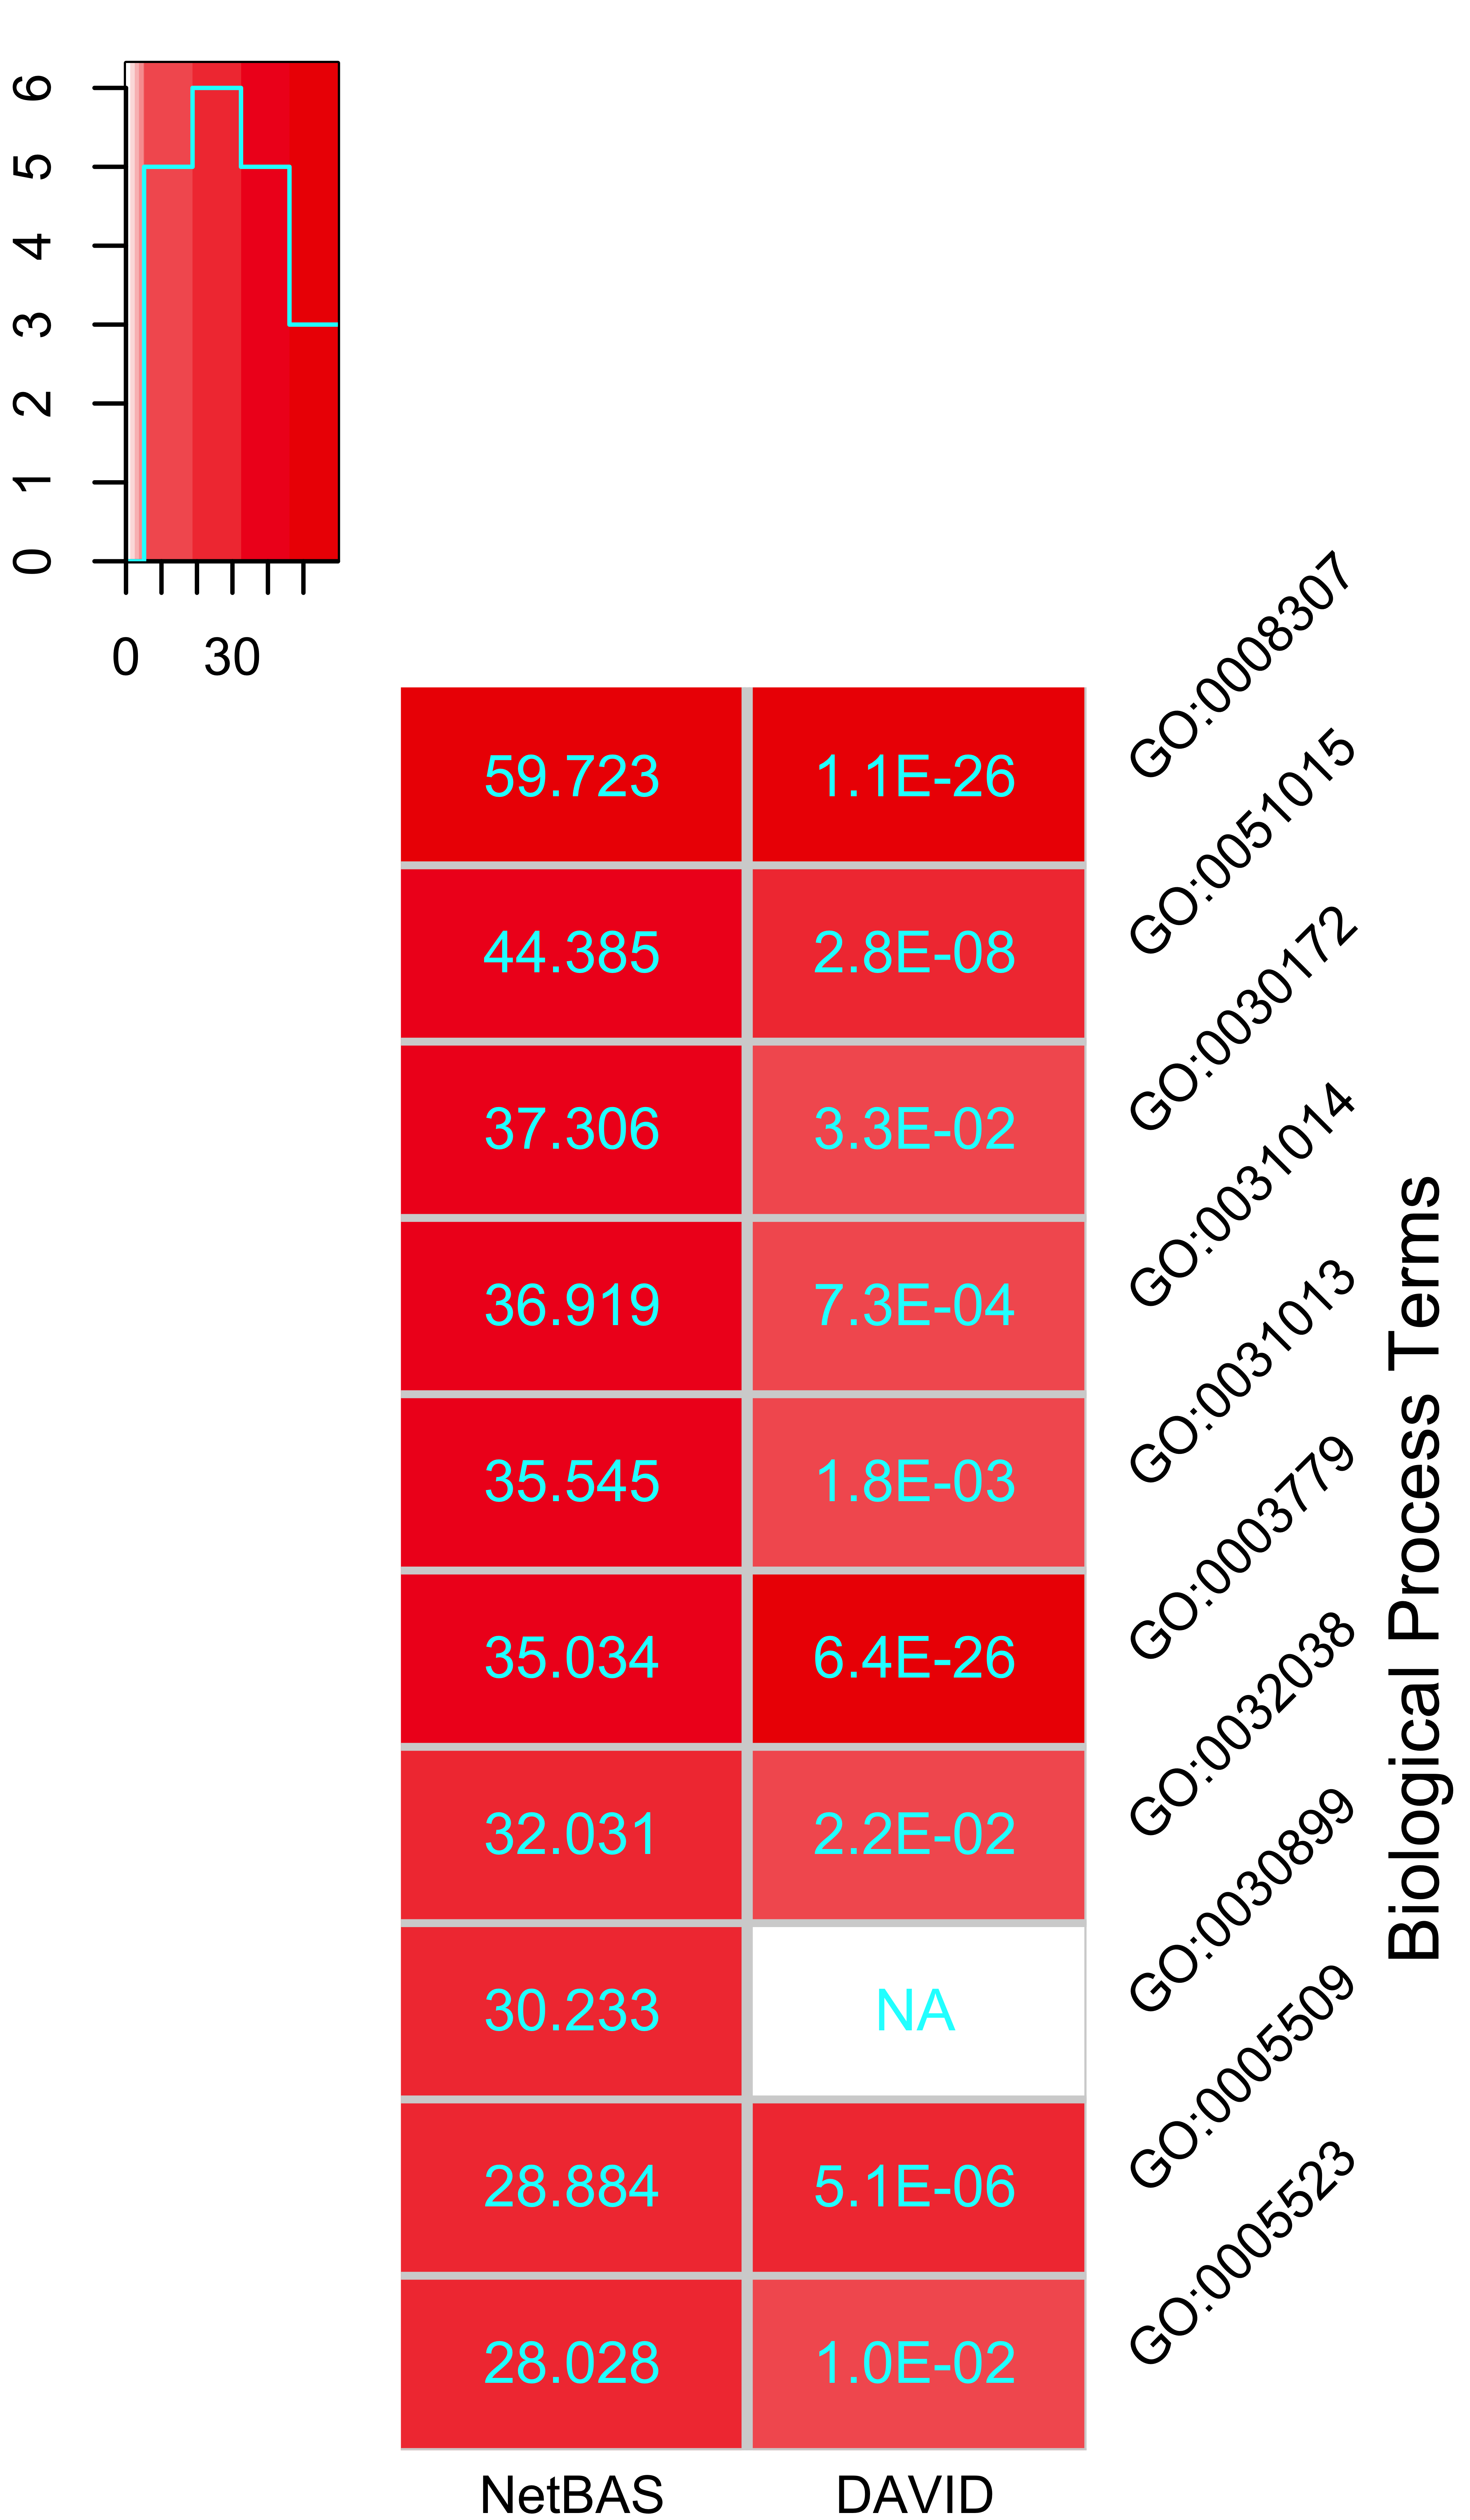 6
5
4
3
2
1
0
0 30
59.723 1.1E-26 GO:0008307
44.385 2.8E-08 GO:0051015
37.306 3.3E-02 GO:0030172
36.919 7.3E-04 GO:0031014
35.545 1.8E-03 GO:0031013
35.034 6.4E-26 GO:0003779
32.031 2.2E-02 GO:0032038
30.233 NA GO:0030899
28.884 5.1E-06 GO:0005509
28.028 1.0E-02 GO:0005523
NetBAS DAVID
Biological Process Terms